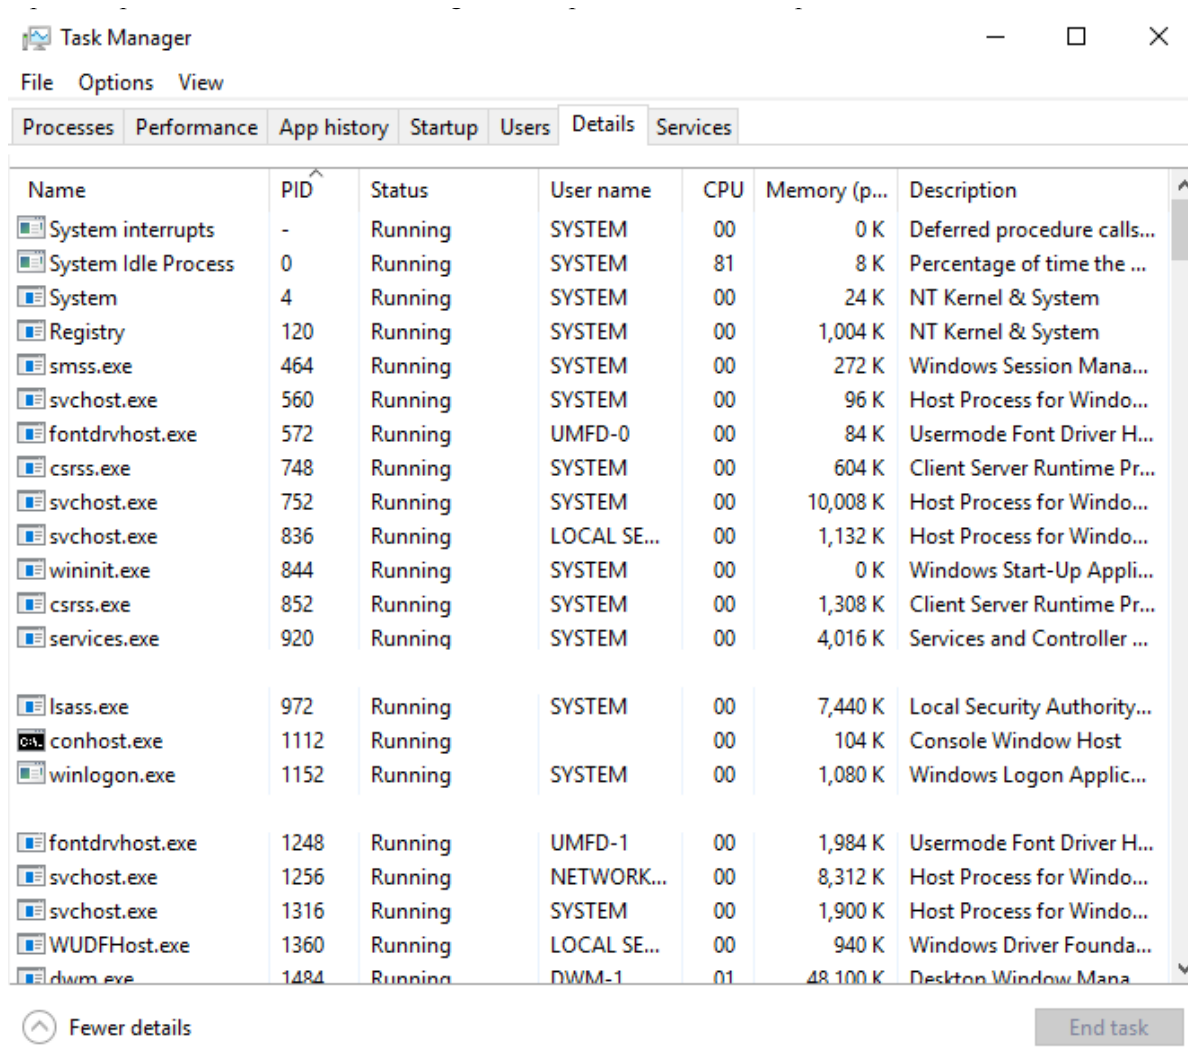 Task Manager
File Options View
Processes Performance App history Startup Users Details Services
Name PID Status User name CPU Memory (p... Description
System interrupts - Running SYSTEM 00 0 K Deferred procedure calls...
System Idle Process 0 Running SYSTEM 81 8 K Percentage of time the ...
System 4 Running SYSTEM 00 24 K NT Kernel & System
Registry 120 Running SYSTEM 00 1,004 K NT Kernel & System
smss.exe 464 Running SYSTEM 00 272 K Windows Session Mana...
svchost.exe 560 Running SYSTEM 00 96 K Host Process for Windo...
fontdrvhost.exe 572 Running UMFD-0 00 84 K Usermode Font Driver H...
csrss.exe 748 Running SYSTEM 00 604 K Client Server Runtime Pr...
svchost.exe 752 Running SYSTEM 00 10,008 K Host Process for Windo...
svchost.exe 836 Running LOCAL SE... 00 1,132 K Host Process for Windo...
wininit.exe 844 Running SYSTEM 00 0 K Windows Start-Up Appli...
csrss.exe 852 Running SYSTEM 00 1,308 K Client Server Runtime Pr...
services.exe 920 Running SYSTEM 00 4,016 K Services and Controller ...
lsass.exe 972 Running SYSTEM 00 7,440 K Local Security Authority...
conhost.exe 1112 Running 00 104 K Console Window Host
winlogon.exe 1152 Running SYSTEM 00 1,080 K Windows Logon Applic...
fontdrvhost.exe 1248 Running UMFD-1 00 1,984 K Usermode Font Driver H...
svchost.exe 1256 Running NETWORK... 00 8,312 K Host Process for Windo...
svchost.exe 1316 Running SYSTEM 00 1,900 K Host Process for Windo...
WUDFHost.exe 1360 Running LOCAL SE... 00 940 K Windows Driver Founda...
dwm.exe 1484 Running DWM-1 01 48,100 K Desktop Window Mana...
Fewer details End task